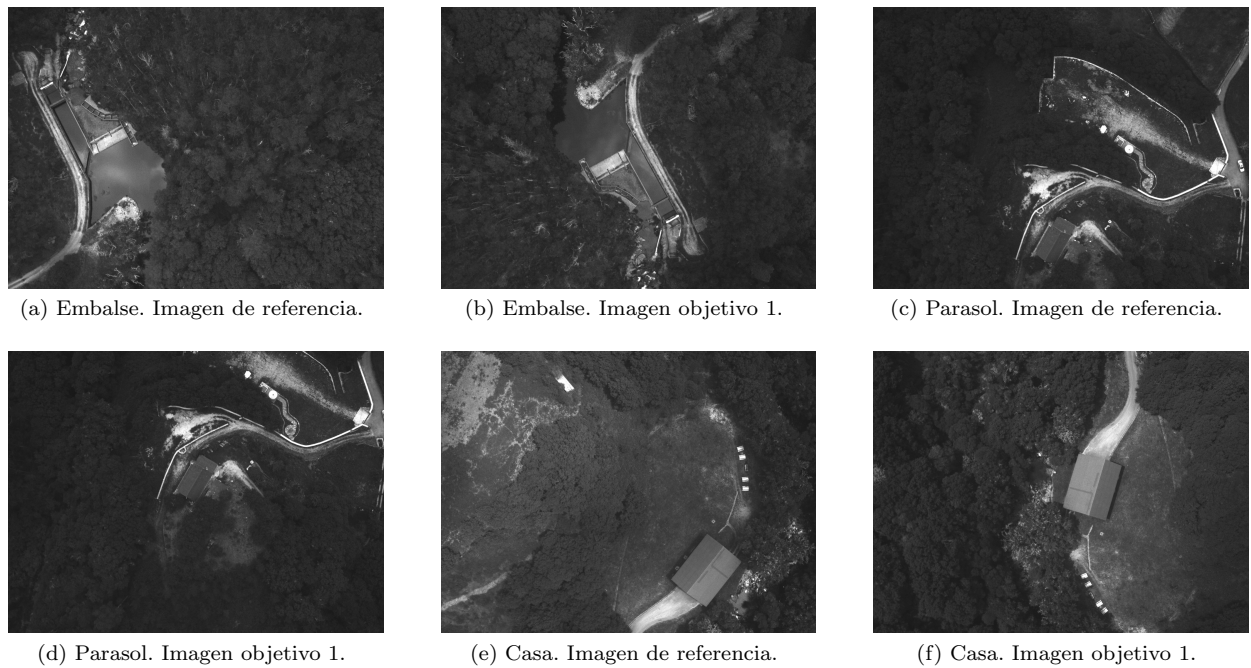 (a) Embalse. Imagen de referencia.
(b) Embalse. Imagen objetivo 1.
(c) Parasol. Imagen de referencia.
(d) Parasol. Imagen objetivo 1.
(e) Casa. Imagen de referencia.
(f) Casa. Imagen objetivo 1.